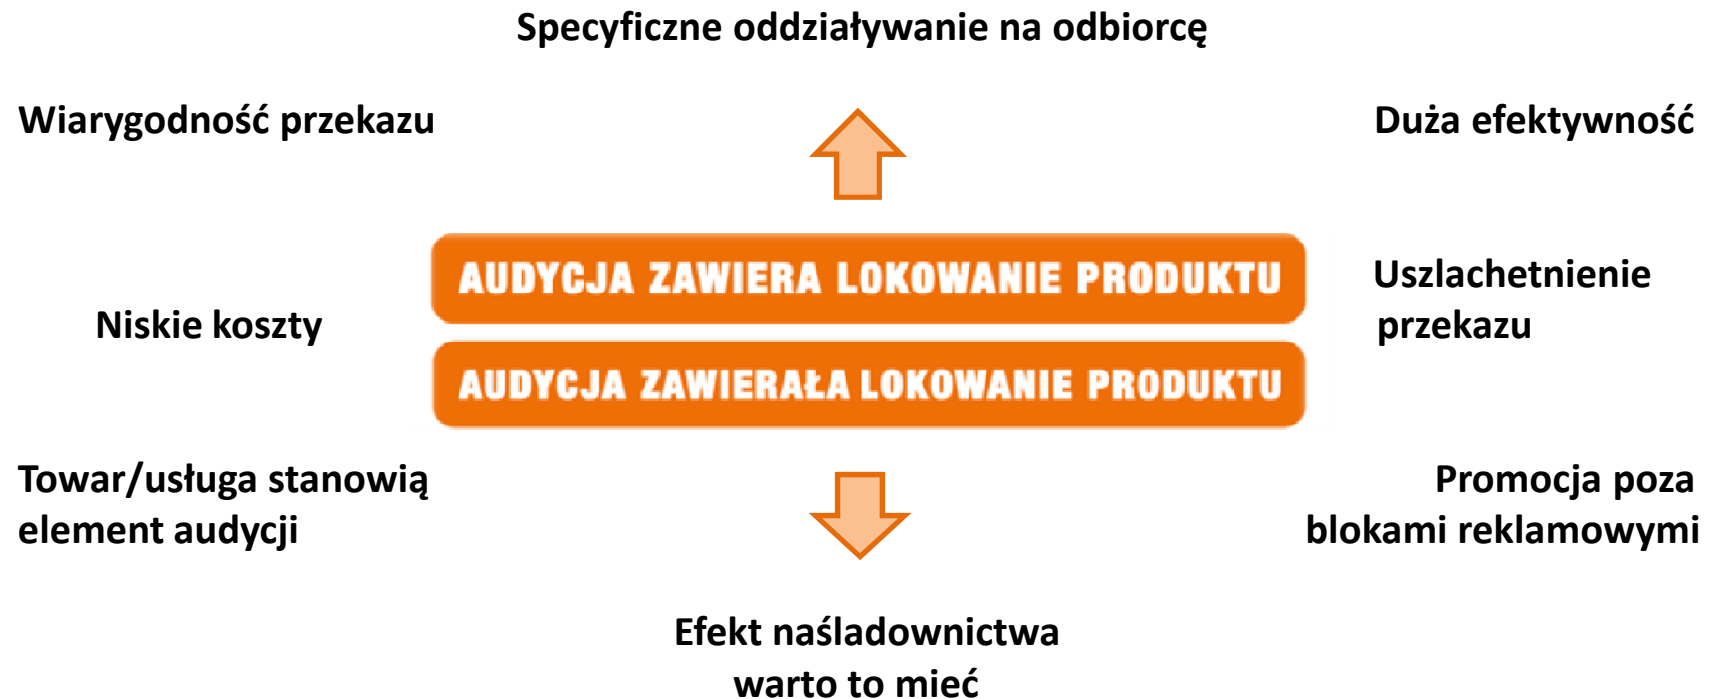 Specyficzne oddziaływanie na odbiorcę
Wiarygodność przekazu
Duża efektywność
AUDYCJA ZAWIERA LOKOWANIE PRODUKTU
Uszlachetnienie
przekazu
Niskie koszty
AUDYCJA ZAWIERAŁA LOKOWANIE PRODUKTU
Towar/usługa stanowią
element audycji
Promocja poza
blokami reklamowymi
Efekt naśladownictwa
warto to mieć